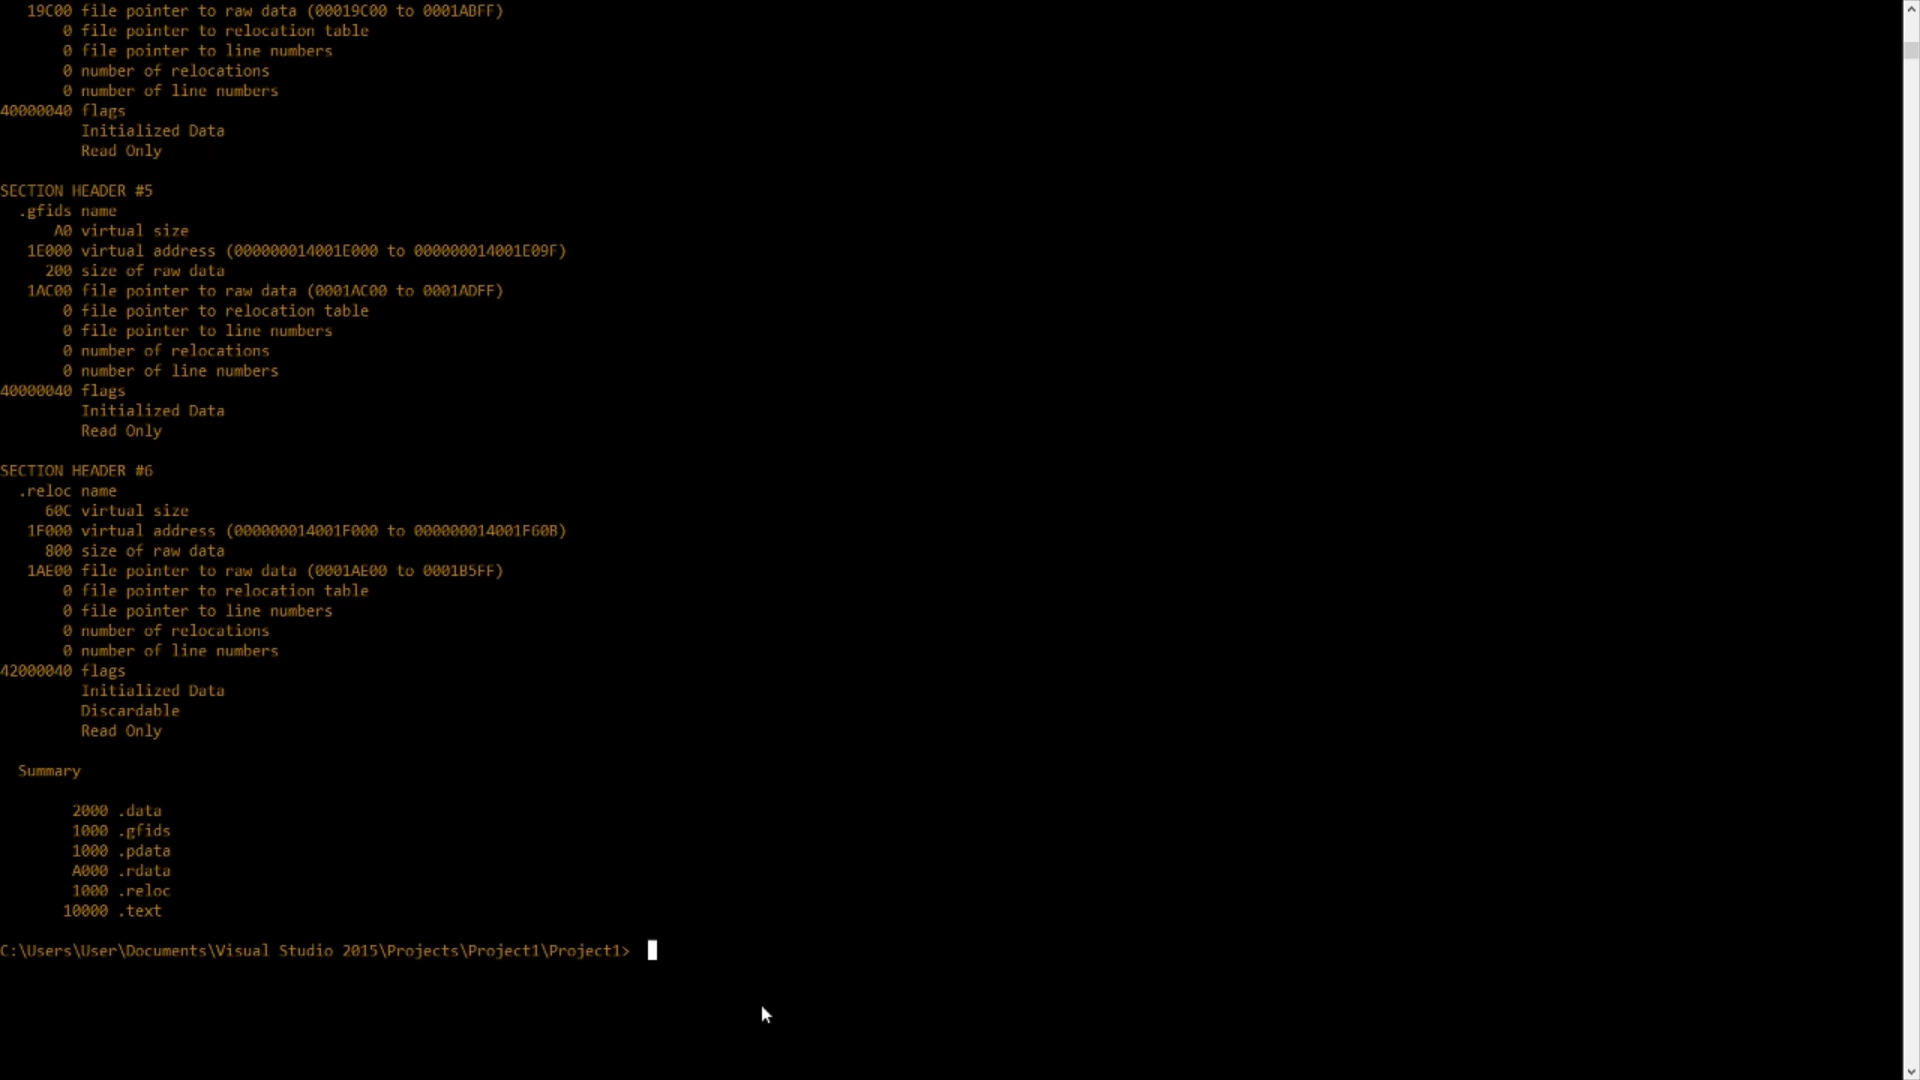 19C00 file pointer to raw data (00019C00 to 0001ABFF)
0 file pointer to relocation table
0 file pointer to line numbers
0 number of relocations
0 number of line numbers
40000040 flags
Initialized Data
Read Only
SECTION HEADER #5
.gfids name
A0 virtual size
1E000 virtual address (000000014001E000 to 000000014001E09F)
200 size of raw data
1AC00 file pointer to raw data (0001AC00 to 0001ADFF)
0 file pointer to relocation table
0 file pointer to line numbers
0 number of relocations
0 number of line numbers
40000040 flags
Initialized Data
Read Only
SECTION HEADER #6
.reloc name
60C virtual size
1F000 virtual address (000000014001F000 to 000000014001F60B)
800 size of raw data
1AE00 file pointer to raw data (0001AE00 to 0001B5FF)
0 file pointer to relocation table
0 file pointer to line numbers
0 number of relocations
0 number of line numbers
42000040 flags
Initialized Data
Discardable
Read Only
Summary
2000 .data
1000 .gfids
1000 .pdata
A000 .rdata
1000 .reloc
10000 .text
C:\Users\User\Documents\Visual Studio 2015\Projects\Project1\Project1>